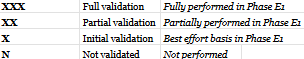 XXX Full validation Fully performed in Phase E1
XX Partial validation Partially performed in Phase E1
X Initial validation Best effort basis in Phase E1
N Not validated Not performed